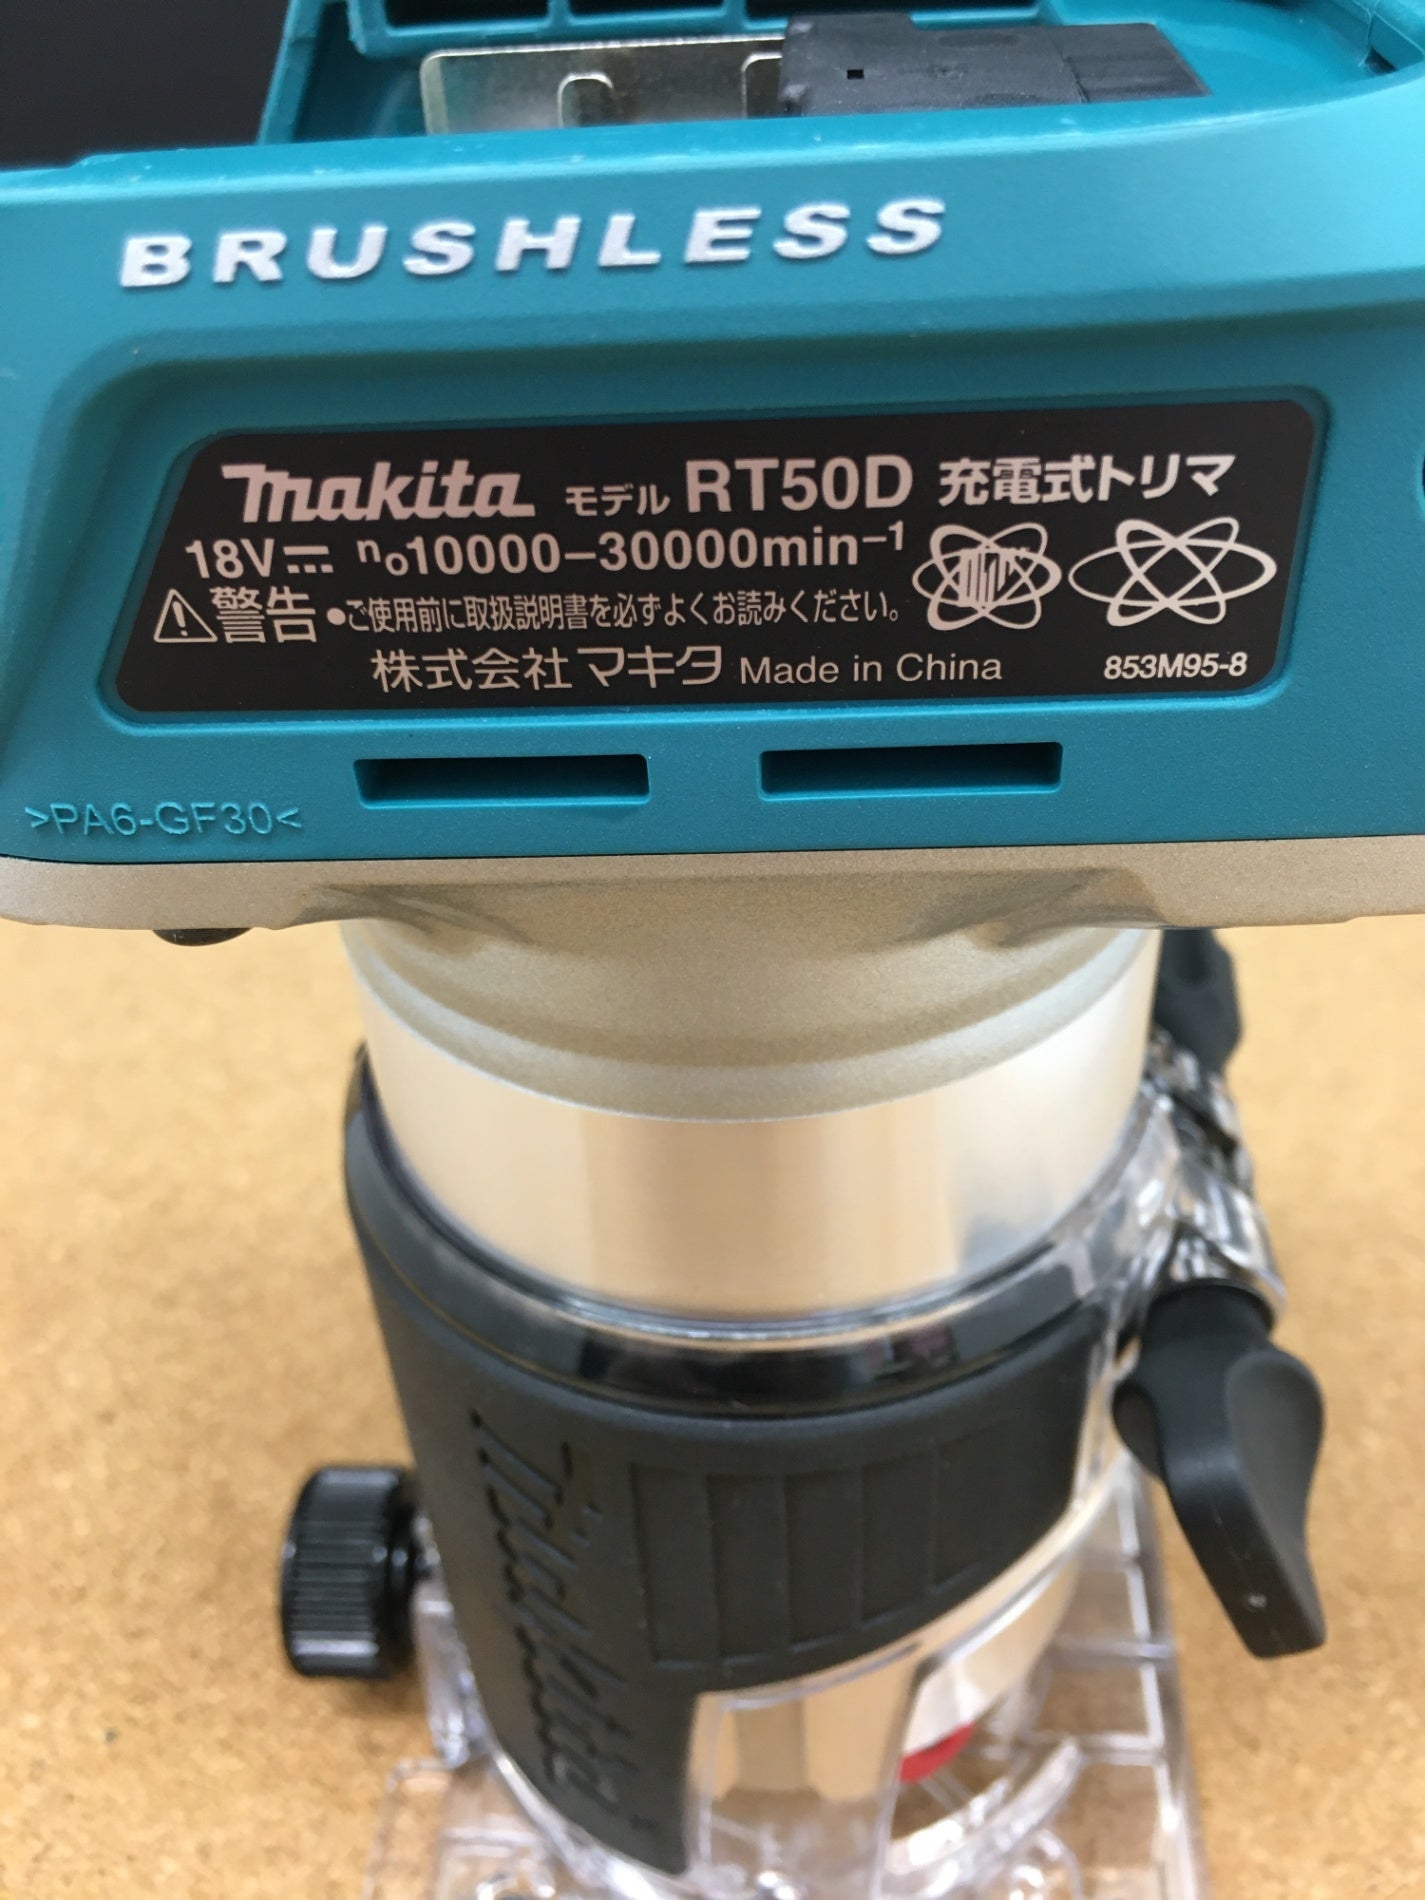 BRUSHLESS
makita モデル RT50D 充電式トリマ
18V⎓ n₀10000−30000min⁻¹
⚠警告 •ご使用前に取扱説明書を必ずよくお読みください。
株式会社マキタ Made in China 853M95-8
>PA6-GF30<
makita